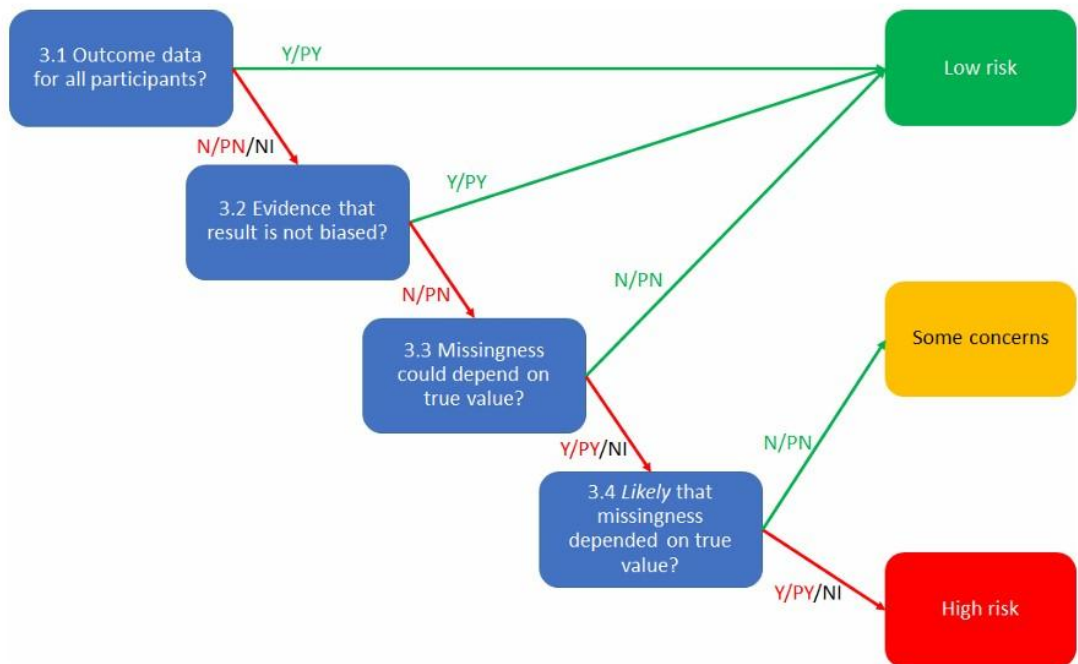 3.1 Outcome data
for all participants?
Y/PY
Low risk
N/PN/NI
3.2 Evidence that
result is not biased?
Y/PY
N/PN
3.3 Missingness
could depend on
true value?
N/PN
Some concerns
Y/PY/NI
3.4 Likely that
missingness
depended on true
value?
N/PN
Y/PY/NI
High risk